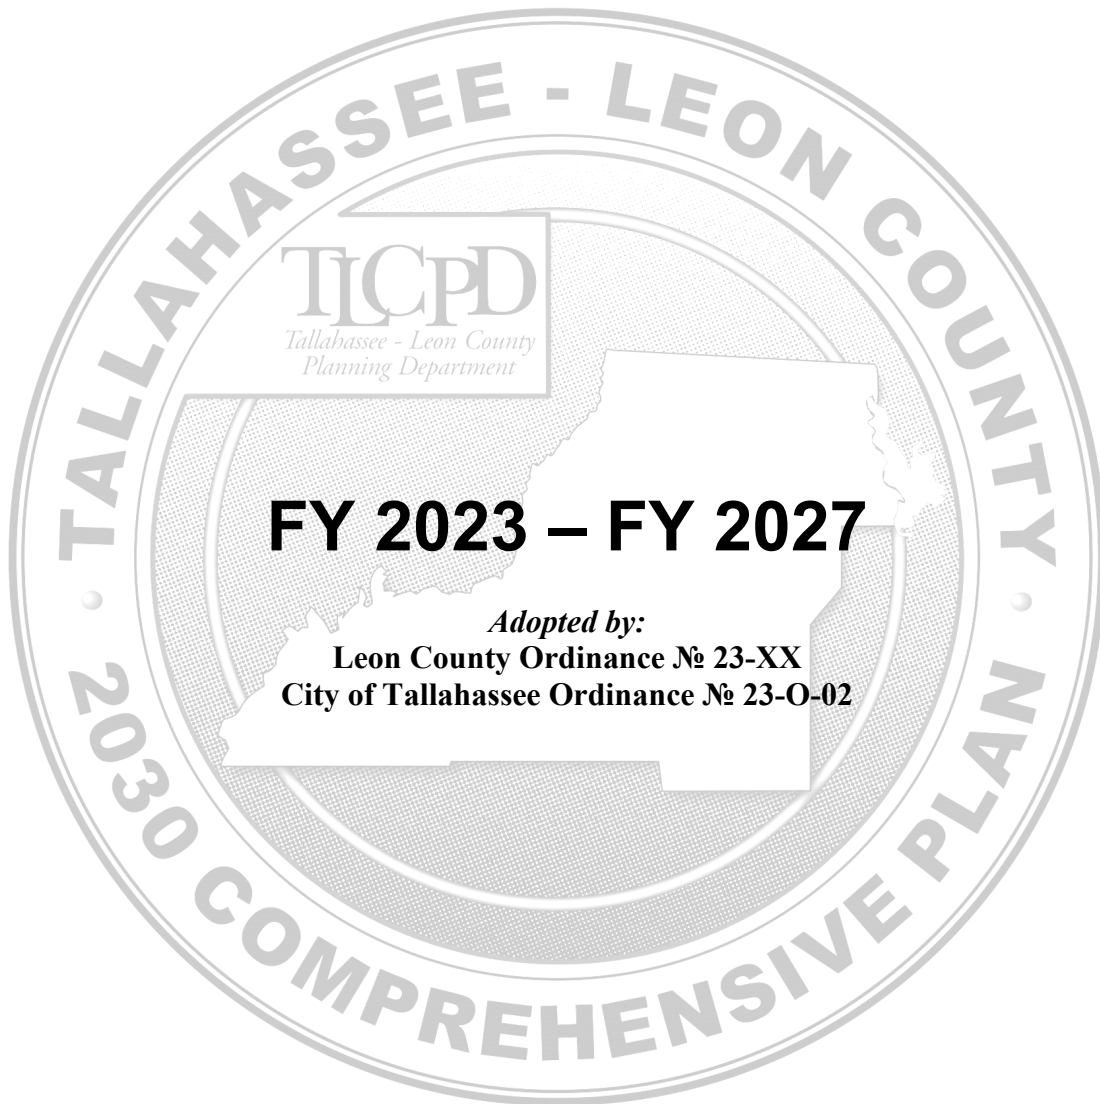 TALLAHASSEE - LEON COUNTY
TLCPD
Tallahassee - Leon County
Planning Department
FY 2023 – FY 2027
Adopted by:
Leon County Ordinance № 23-XX
City of Tallahassee Ordinance № 23-O-02
2030 COMPREHENSIVE PLAN